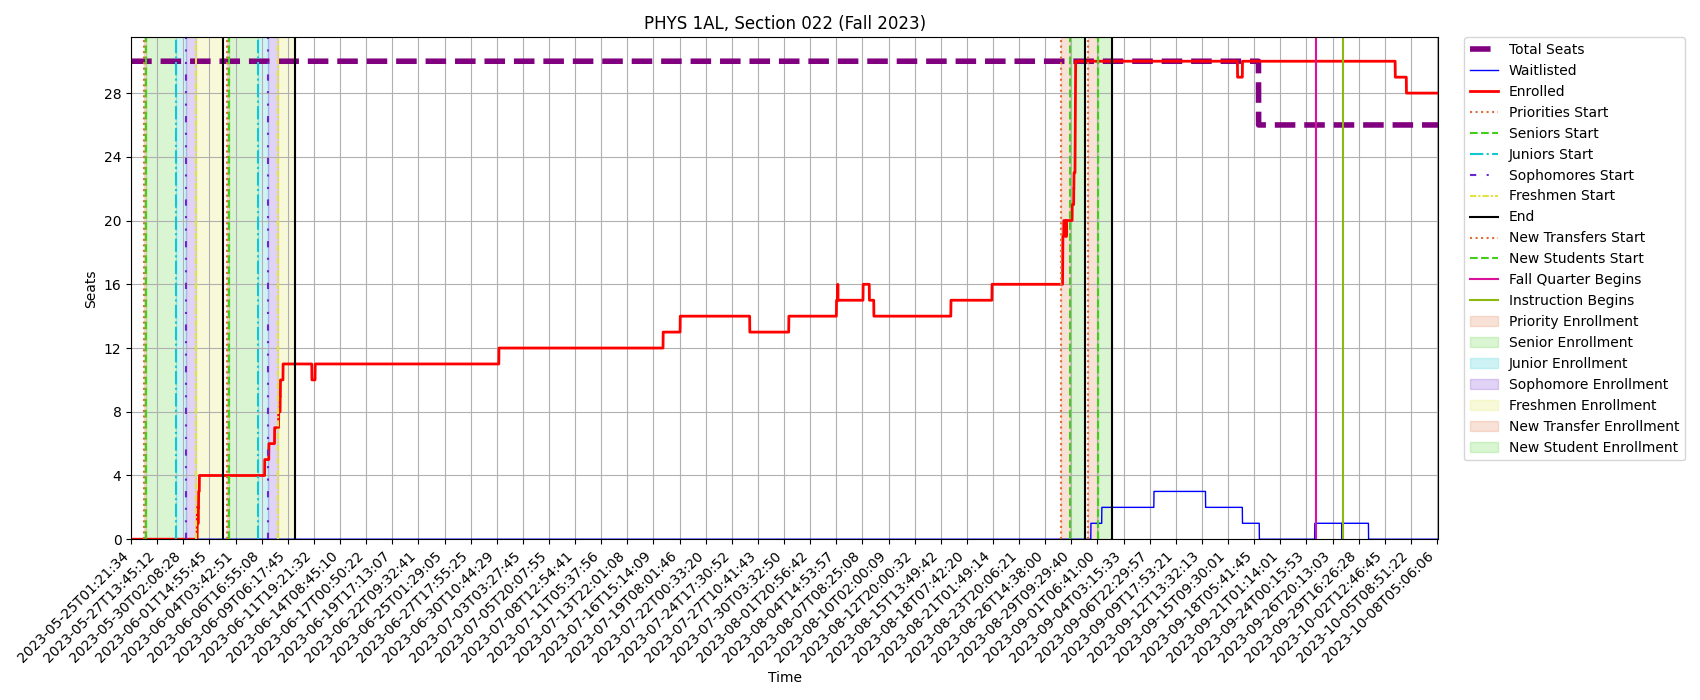 PHYS 1AL, Section 022 (Fall 2023)
Seats
28
24
20
16
12
8
4
0
2023-05-25T01:21:34
2023-05-27T13:45:12
2023-05-30T02:08:28
2023-06-01T14:55:45
2023-06-04T03:42:51
2023-06-06T16:55:08
2023-06-09T06:17:45
2023-06-11T19:21:32
2023-06-14T08:45:10
2023-06-17T00:50:22
2023-06-19T17:13:07
2023-06-22T09:32:41
2023-06-25T01:29:05
2023-06-27T17:55:25
2023-06-30T10:44:29
2023-07-03T03:27:45
2023-07-05T20:07:55
2023-07-08T12:54:41
2023-07-11T05:37:56
2023-07-13T22:01:08
2023-07-16T15:14:09
2023-07-19T08:01:46
2023-07-22T00:33:20
2023-07-24T17:30:52
2023-07-27T10:41:43
2023-07-30T03:32:50
2023-08-01T20:56:42
2023-08-04T14:53:57
2023-08-07T08:25:08
2023-08-10T02:00:09
2023-08-12T20:00:32
2023-08-15T13:49:42
2023-08-18T07:42:20
2023-08-21T01:49:14
2023-08-23T20:06:21
2023-08-26T14:38:00
2023-08-29T09:29:40
2023-09-01T06:41:00
2023-09-04T03:15:33
2023-09-06T22:29:57
2023-09-09T17:53:21
2023-09-12T13:32:13
2023-09-15T09:30:01
2023-09-18T05:41:45
2023-09-21T01:14:01
2023-09-24T00:15:53
2023-09-26T20:13:03
2023-09-29T16:26:28
2023-10-02T12:46:45
2023-10-05T08:51:22
2023-10-08T05:06:06
Time
Total Seats
Waitlisted
Enrolled
Priorities Start
Seniors Start
Juniors Start
Sophomores Start
Freshmen Start
End
New Transfers Start
New Students Start
Fall Quarter Begins
Instruction Begins
Priority Enrollment
Senior Enrollment
Junior Enrollment
Sophomore Enrollment
Freshmen Enrollment
New Transfer Enrollment
New Student Enrollment